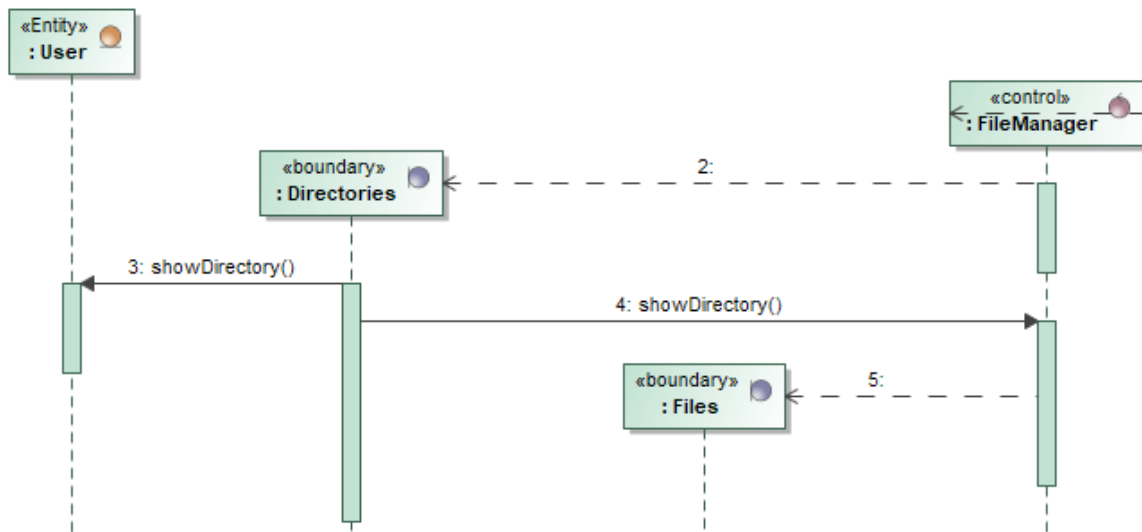 «Entity»
: User
«control»
: FileManager
«boundary»
: Directories
2:
3: showDirectory()
4: showDirectory()
«boundary»
: Files
5: